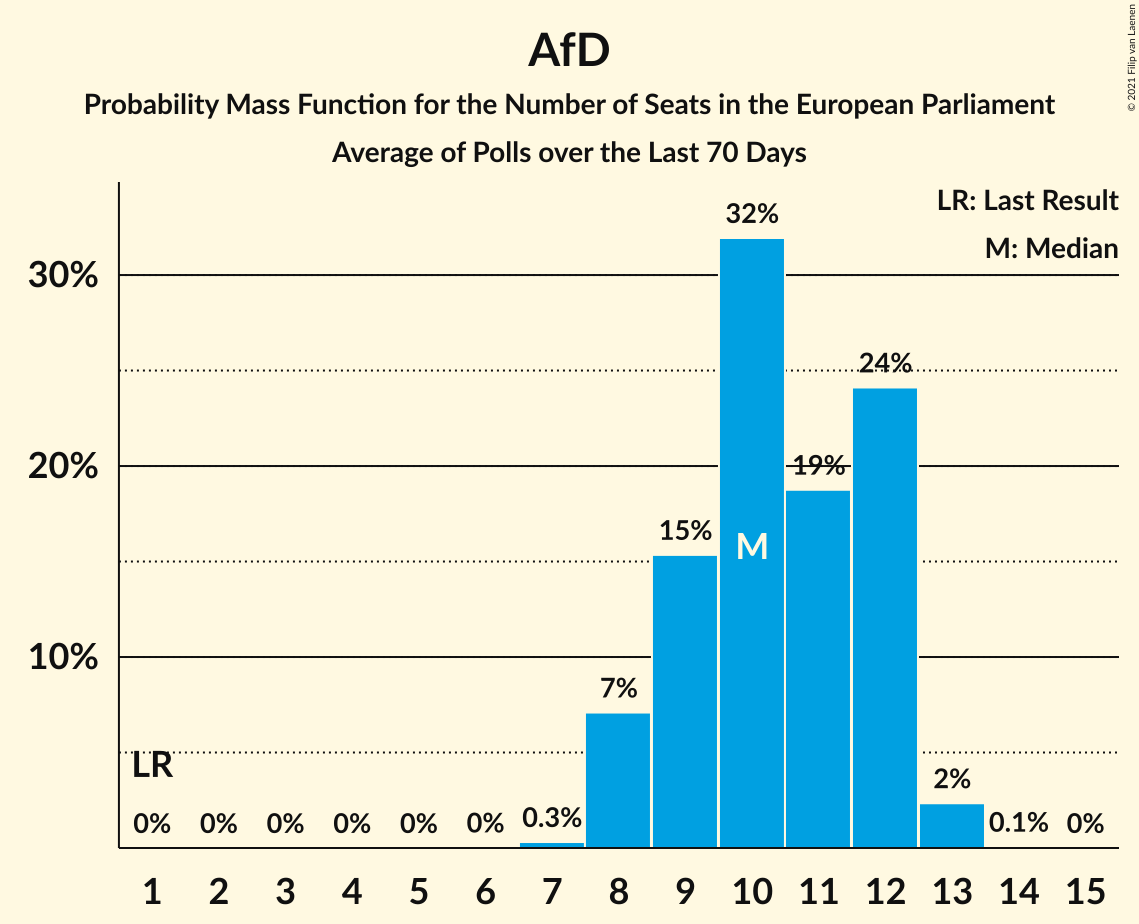 AfD
Probability Mass Function for the Number of Seats in the European Parliament
Average of Polls over the Last 70 Days
© 2021 Filip van Laenen
LR: Last Result
M: Median
30%
20%
10%
32%
24%
19%
15%
M
7%
LR
2%
0%
0%
0%
0%
0%
0%
0.3%
0.1%
0%
1 2 3 4 5 6 7 8 9 10 11 12 13 14 15